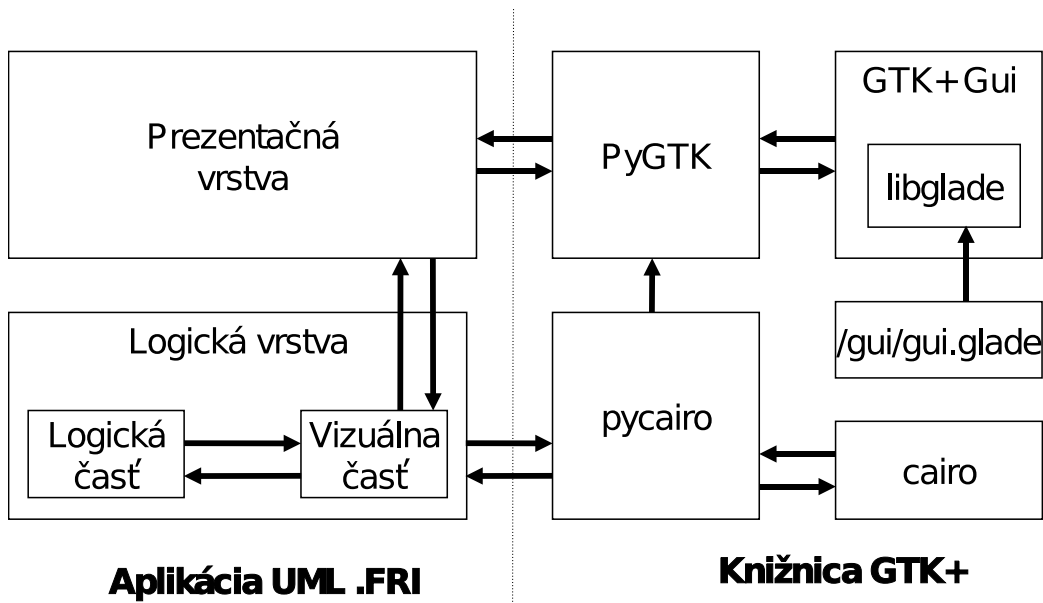 Prezentačná
vrstva
PyGTK
GTK+ Gui
libglade
Logická vrstva
Logická
časť
Vizuálna
časť
pycairo
/gui/gui.glade
cairo
Aplikácia UML .FRI
Knižnica GTK+